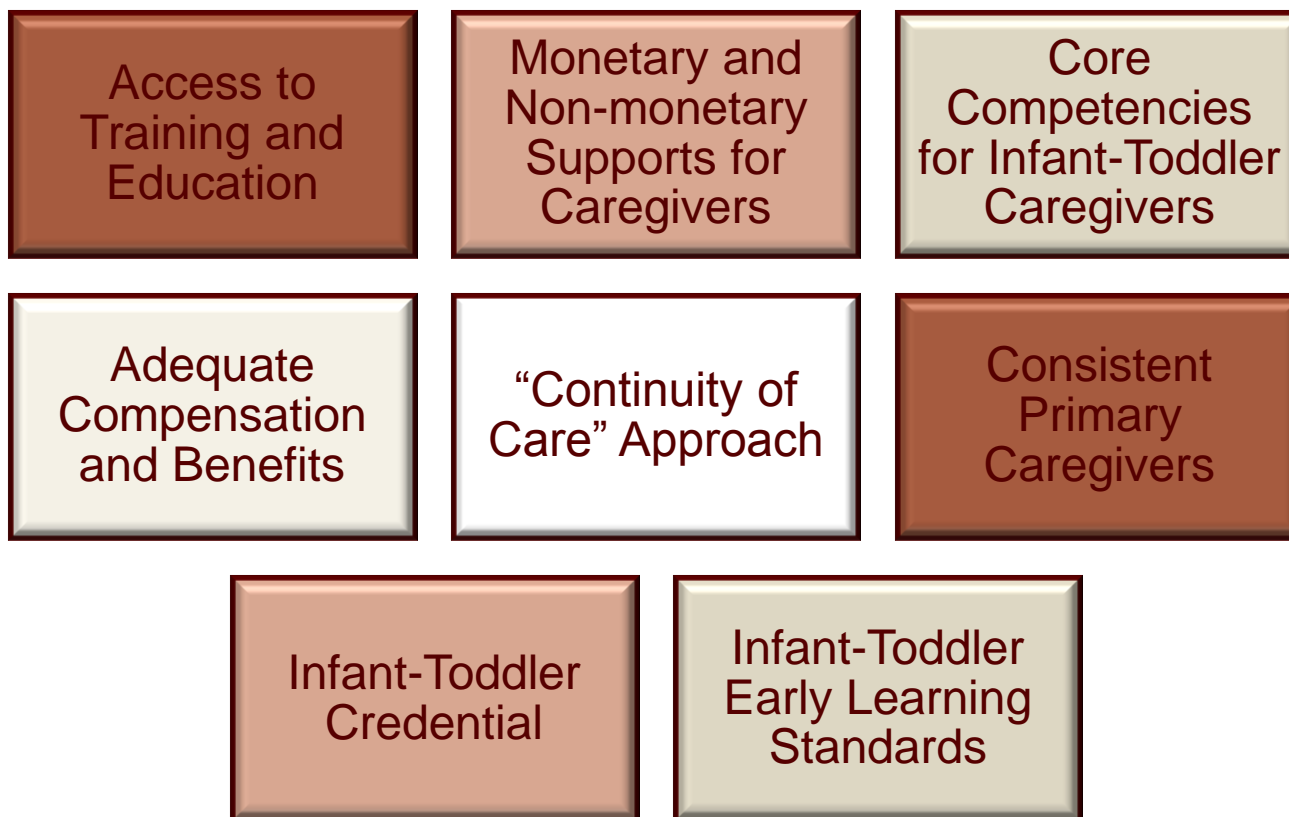 Access to
Training and
Education
Monetary and
Non-monetary
Supports for
Caregivers
Core
Competencies
for Infant-Toddler
Caregivers
Adequate
Compensation
and Benefits
“Continuity of
Care” Approach
Consistent
Primary
Caregivers
Infant-Toddler
Credential
Infant-Toddler
Early Learning
Standards